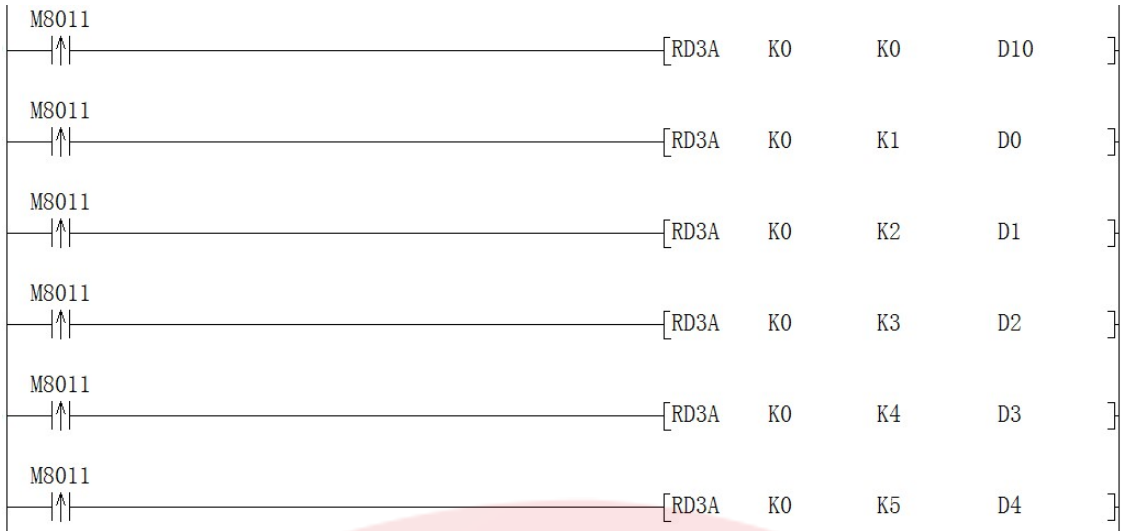 M8011
RD3A K0 K0 D10
M8011
RD3A K0 K1 D0
M8011
RD3A K0 K2 D1
M8011
RD3A K0 K3 D2
M8011
RD3A K0 K4 D3
M8011
RD3A K0 K5 D4